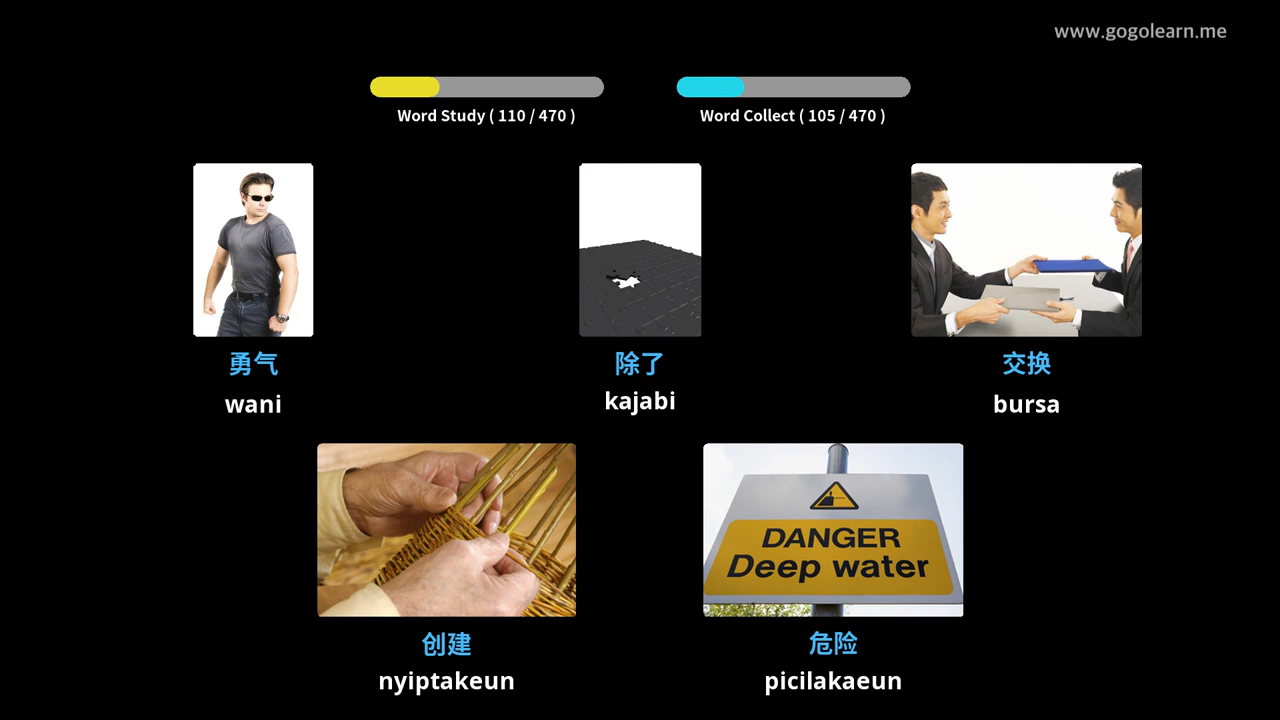 www.gogolearn.me
Word Study ( 110 / 470 )
Word Collect ( 105 / 470 )
勇气
wani
除了
kajabi
交换
bursa
DANGER
Deep water
创建
nyiptakeun
危险
picilakaeun